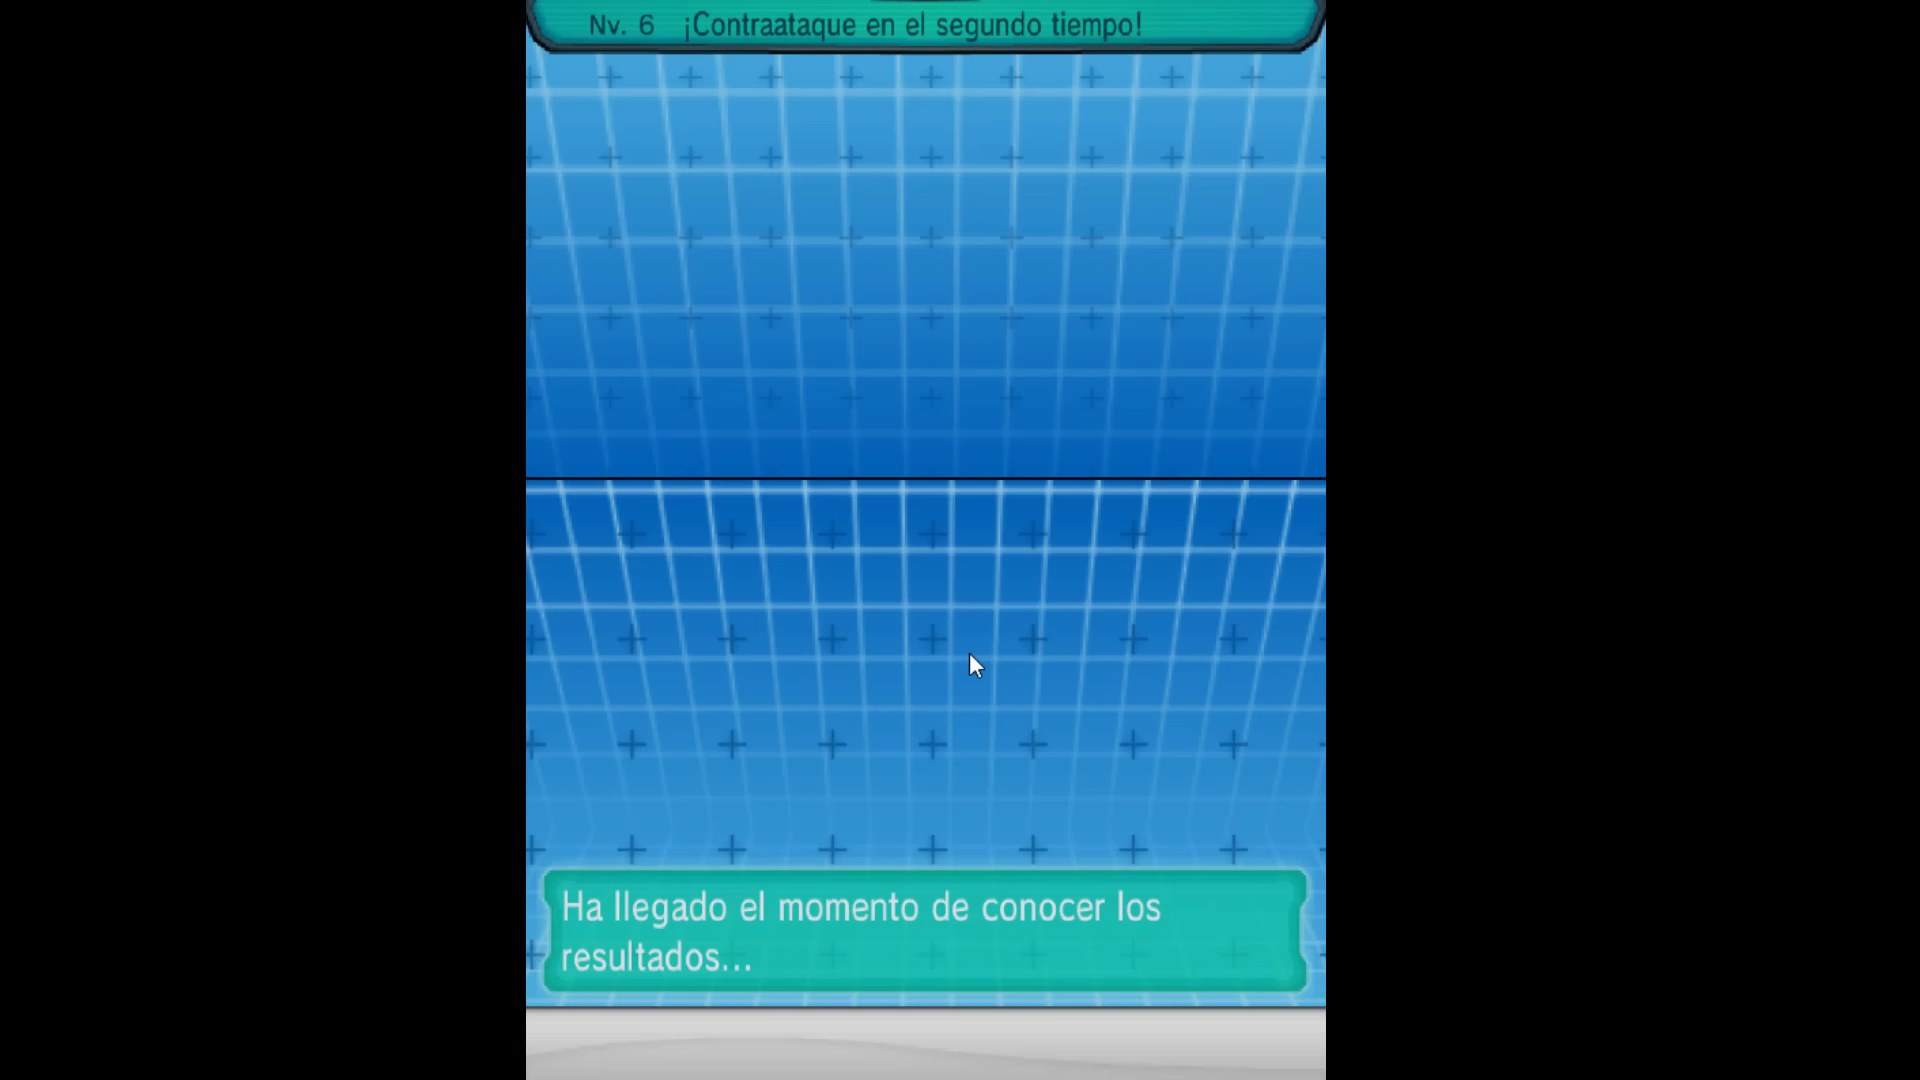 Nv. 6 ¡Contraataque en el segundo tiempo!
Ha llegado el momento de conocer los
resultados...